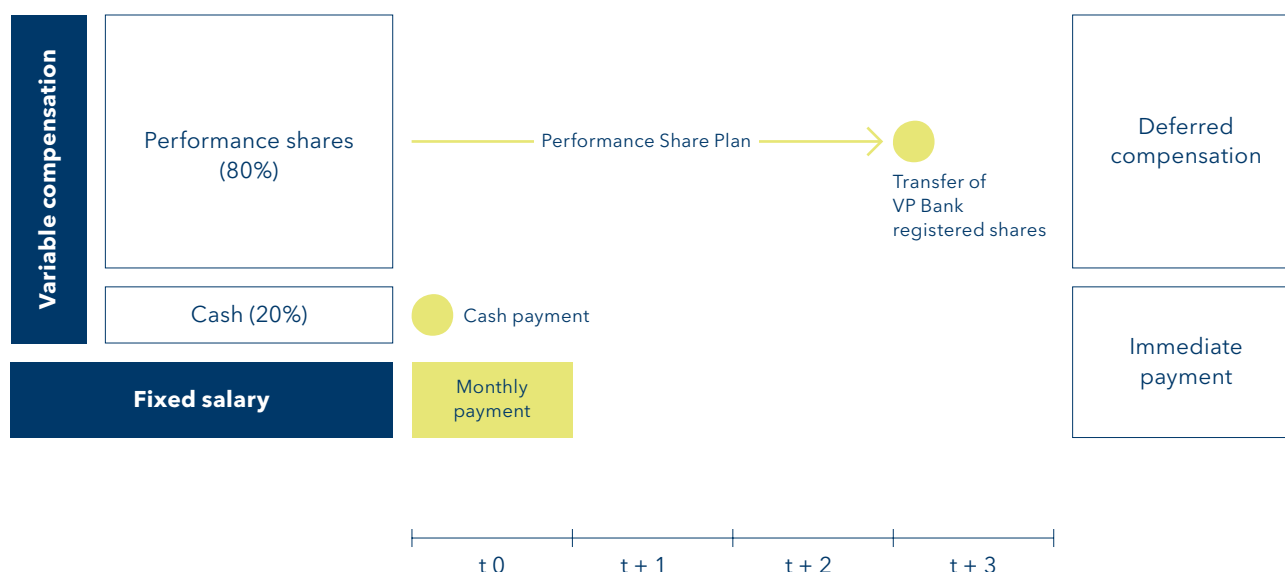 Variable compensation
Performance shares
(80%)
Performance Share Plan
Transfer of
VP Bank
registered shares
Deferred
compensation
Cash (20%)
Cash payment
Immediate
payment
Fixed salary
Monthly
payment
t 0
t + 1
t + 2
t + 3